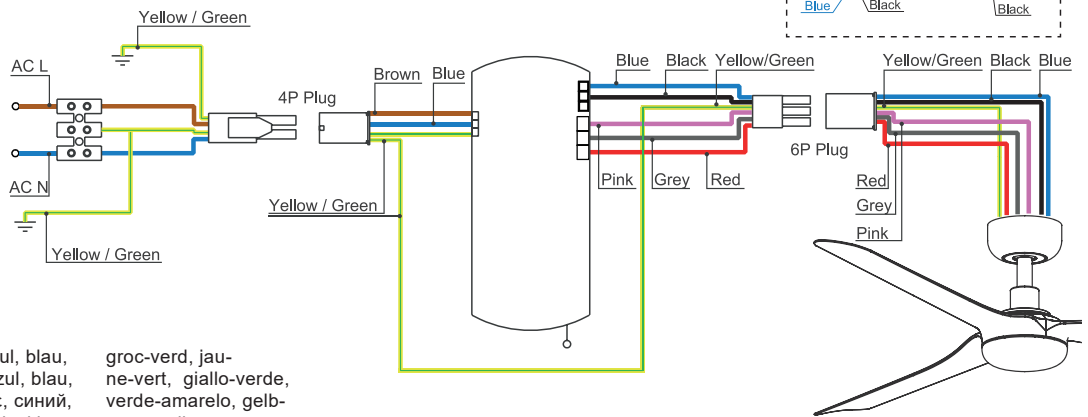 Blue
Black
Black
Yellow / Green
AC L
4P Plug
Brown
Blue
Blue
Black
Yellow/Green
Yellow/Green
Black
Blue
6P Plug
AC N
Yellow / Green
Yellow / Green
Pink
Grey
Red
Red
Grey
Pink
ul, blau,
zul, blau,
синий,
groc-verd, jau-
ne-vert, giallo-verde,
verde-amarelo, gelb-